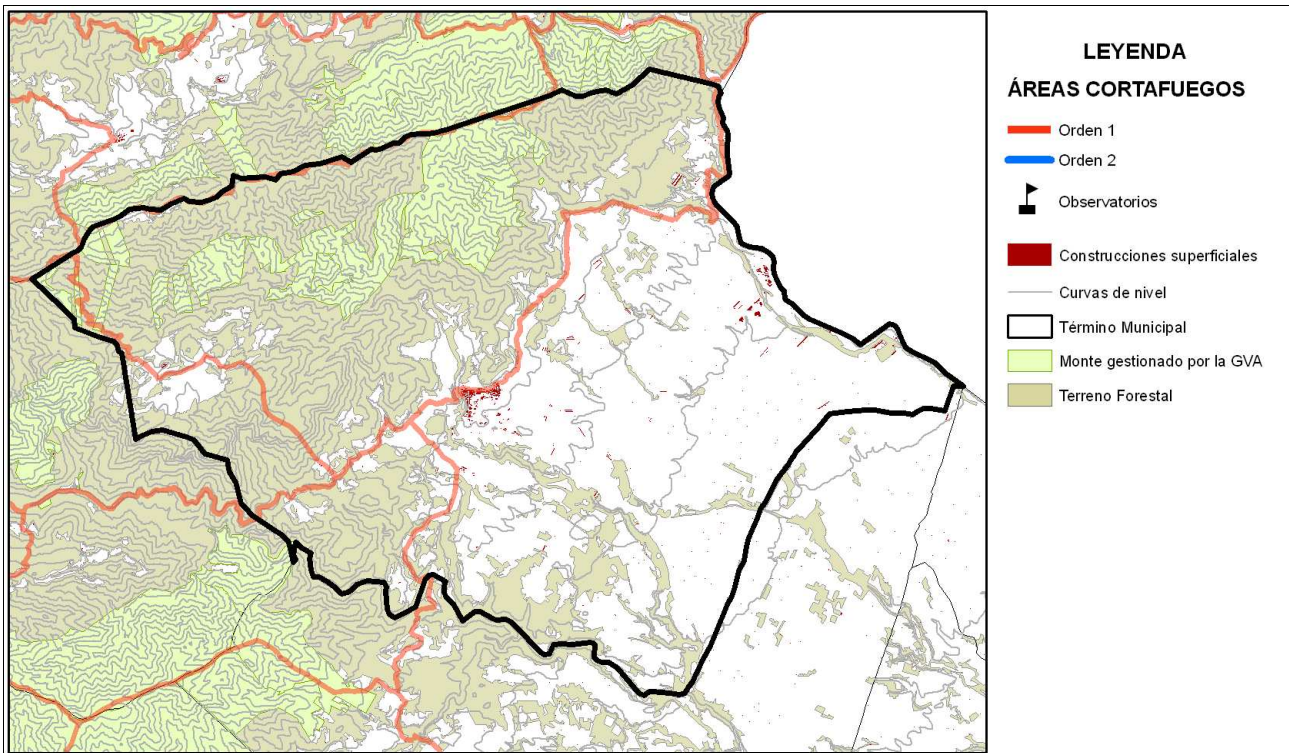 LEYENDA
ÁREAS CORTAFUEGOS
Orden 1
Orden 2
Observatorios
Construcciones superficiales
Curvas de nivel
Término Municipal
Monte gestionado por la GVA
Terreno Forestal